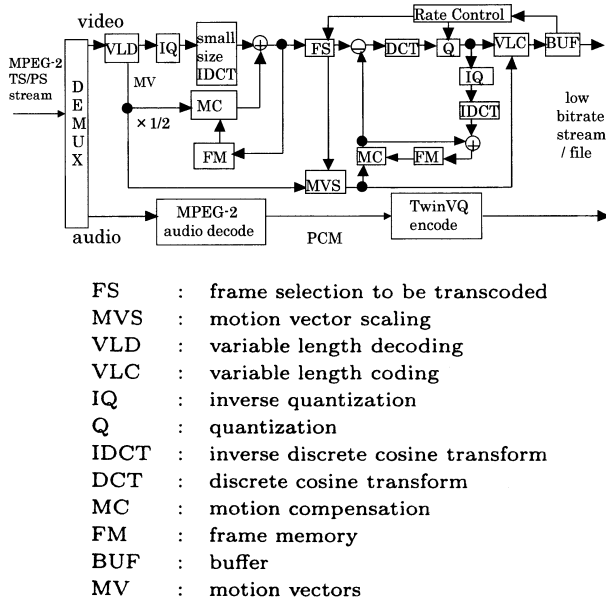 video
Rate Control
VLD
IQ
small
size
IDCT
FS
DCT
Q
VLC
BUF
MPEG-2
TS/PS
stream
DEMUX
MV
× 1/2
MC
FM
IQ
IDCT
MC
FM
MVS
low
bitrate
stream
/ file
audio
MPEG-2
audio decode
PCM
TwinVQ
encode
FS : frame selection to be transcoded
MVS : motion vector scaling
VLD : variable length decoding
VLC : variable length coding
IQ : inverse quantization
Q : quantization
IDCT : inverse discrete cosine transform
DCT : discrete cosine transform
MC : motion compensation
FM : frame memory
BUF : buffer
MV : motion vectors